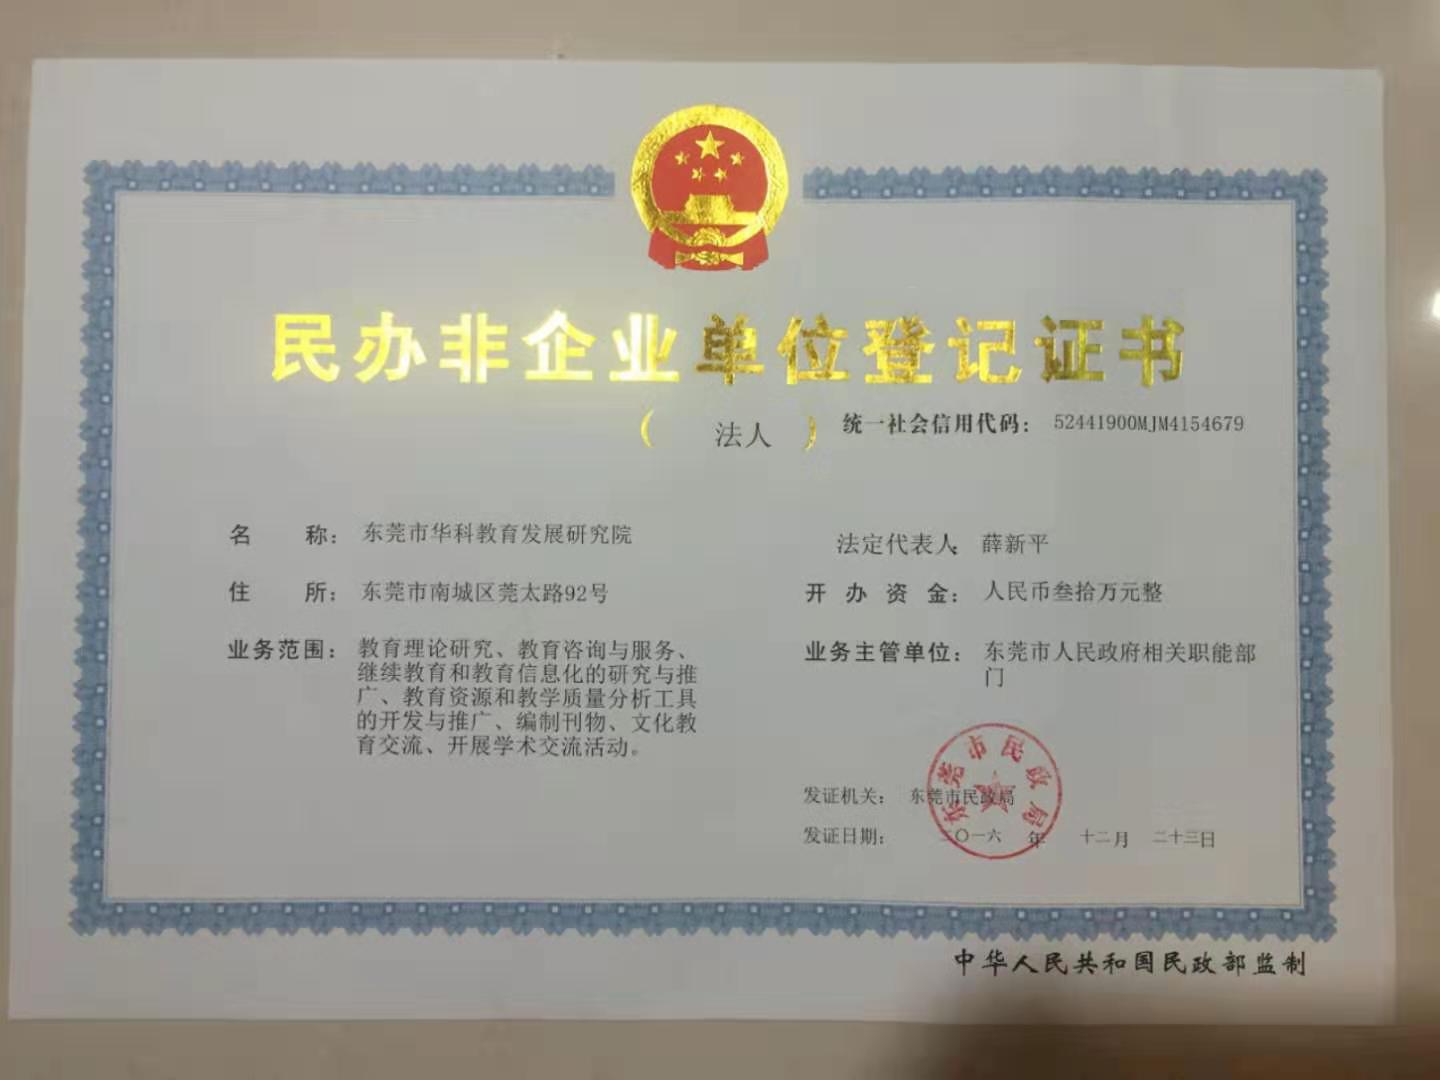 民办非企业单位登记证书
(法人)
统一社会信用代码: 52441900MJM4154679
名 称: 东莞市华科教育发展研究院
法定代表人: 薛新平
住 所: 东莞市南城区莞太路92号
开办资金: 人民币叁拾万元整
业务范围: 教育理论研究、教育咨询与服务、
继续教育和教育信息化的研究与推
广、教育资源和教学质量分析工具
的开发与推广、编制刊物、文化教
育交流、开展学术交流活动。
业务主管单位: 东莞市人民政府相关职能部
门
东莞市民政局
发证机关: 东莞市民政局
发证日期: 二〇一六 年 十二月 二十三日
中华人民共和国民政部监制